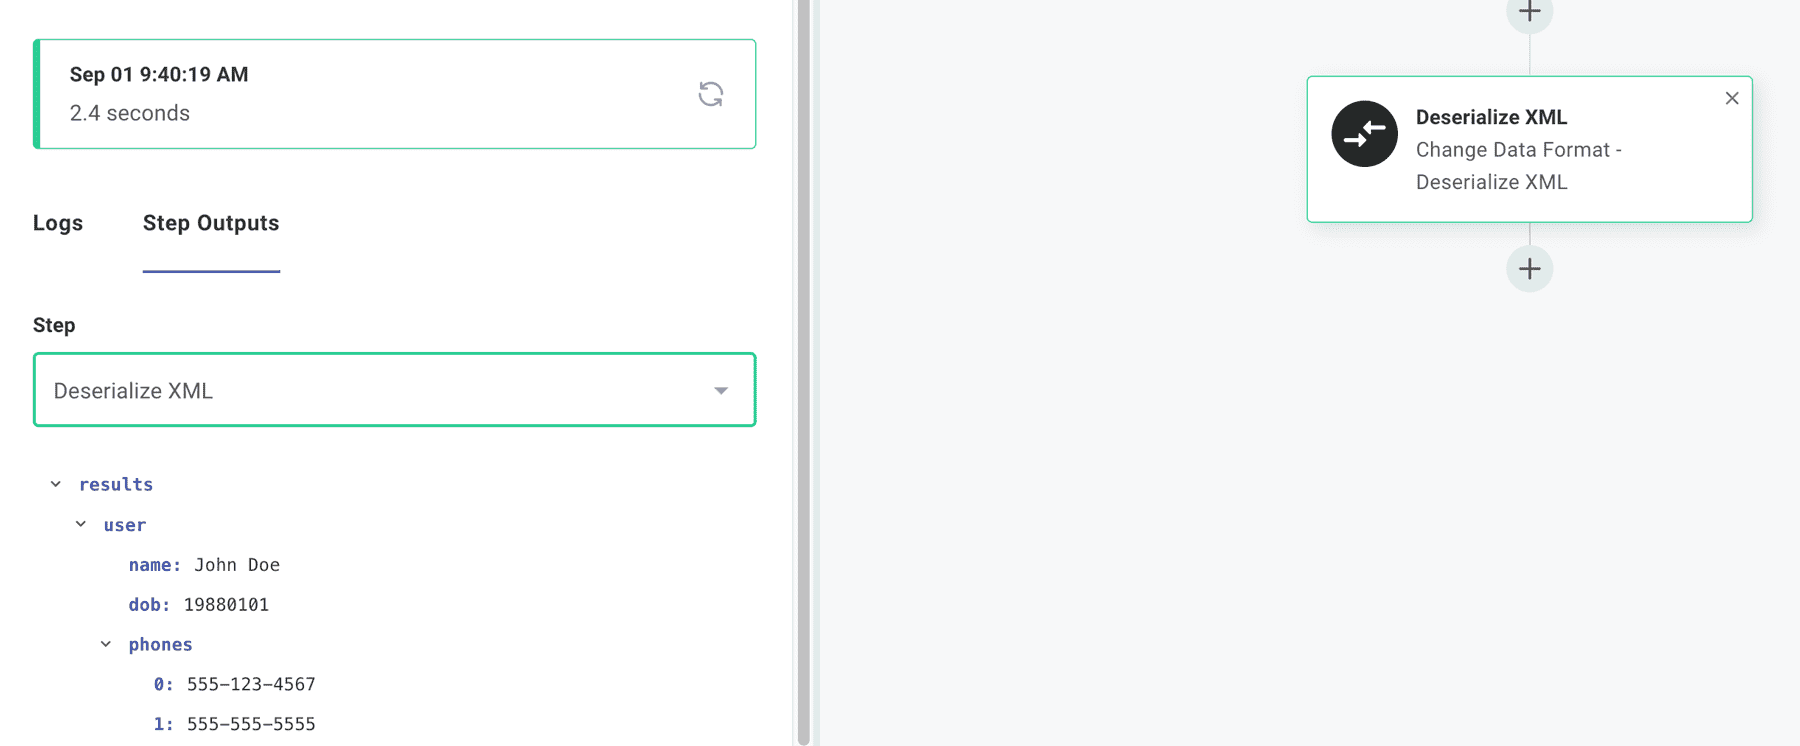 Sep 01 9:40:19 AM
2.4 seconds
Logs
Step Outputs
Step
Deserialize XML
results
user
name: John Doe
dob: 19880101
phones
0: 555-123-4567
1: 555-555-5555
Deserialize XML
Change Data Format -
Deserialize XML